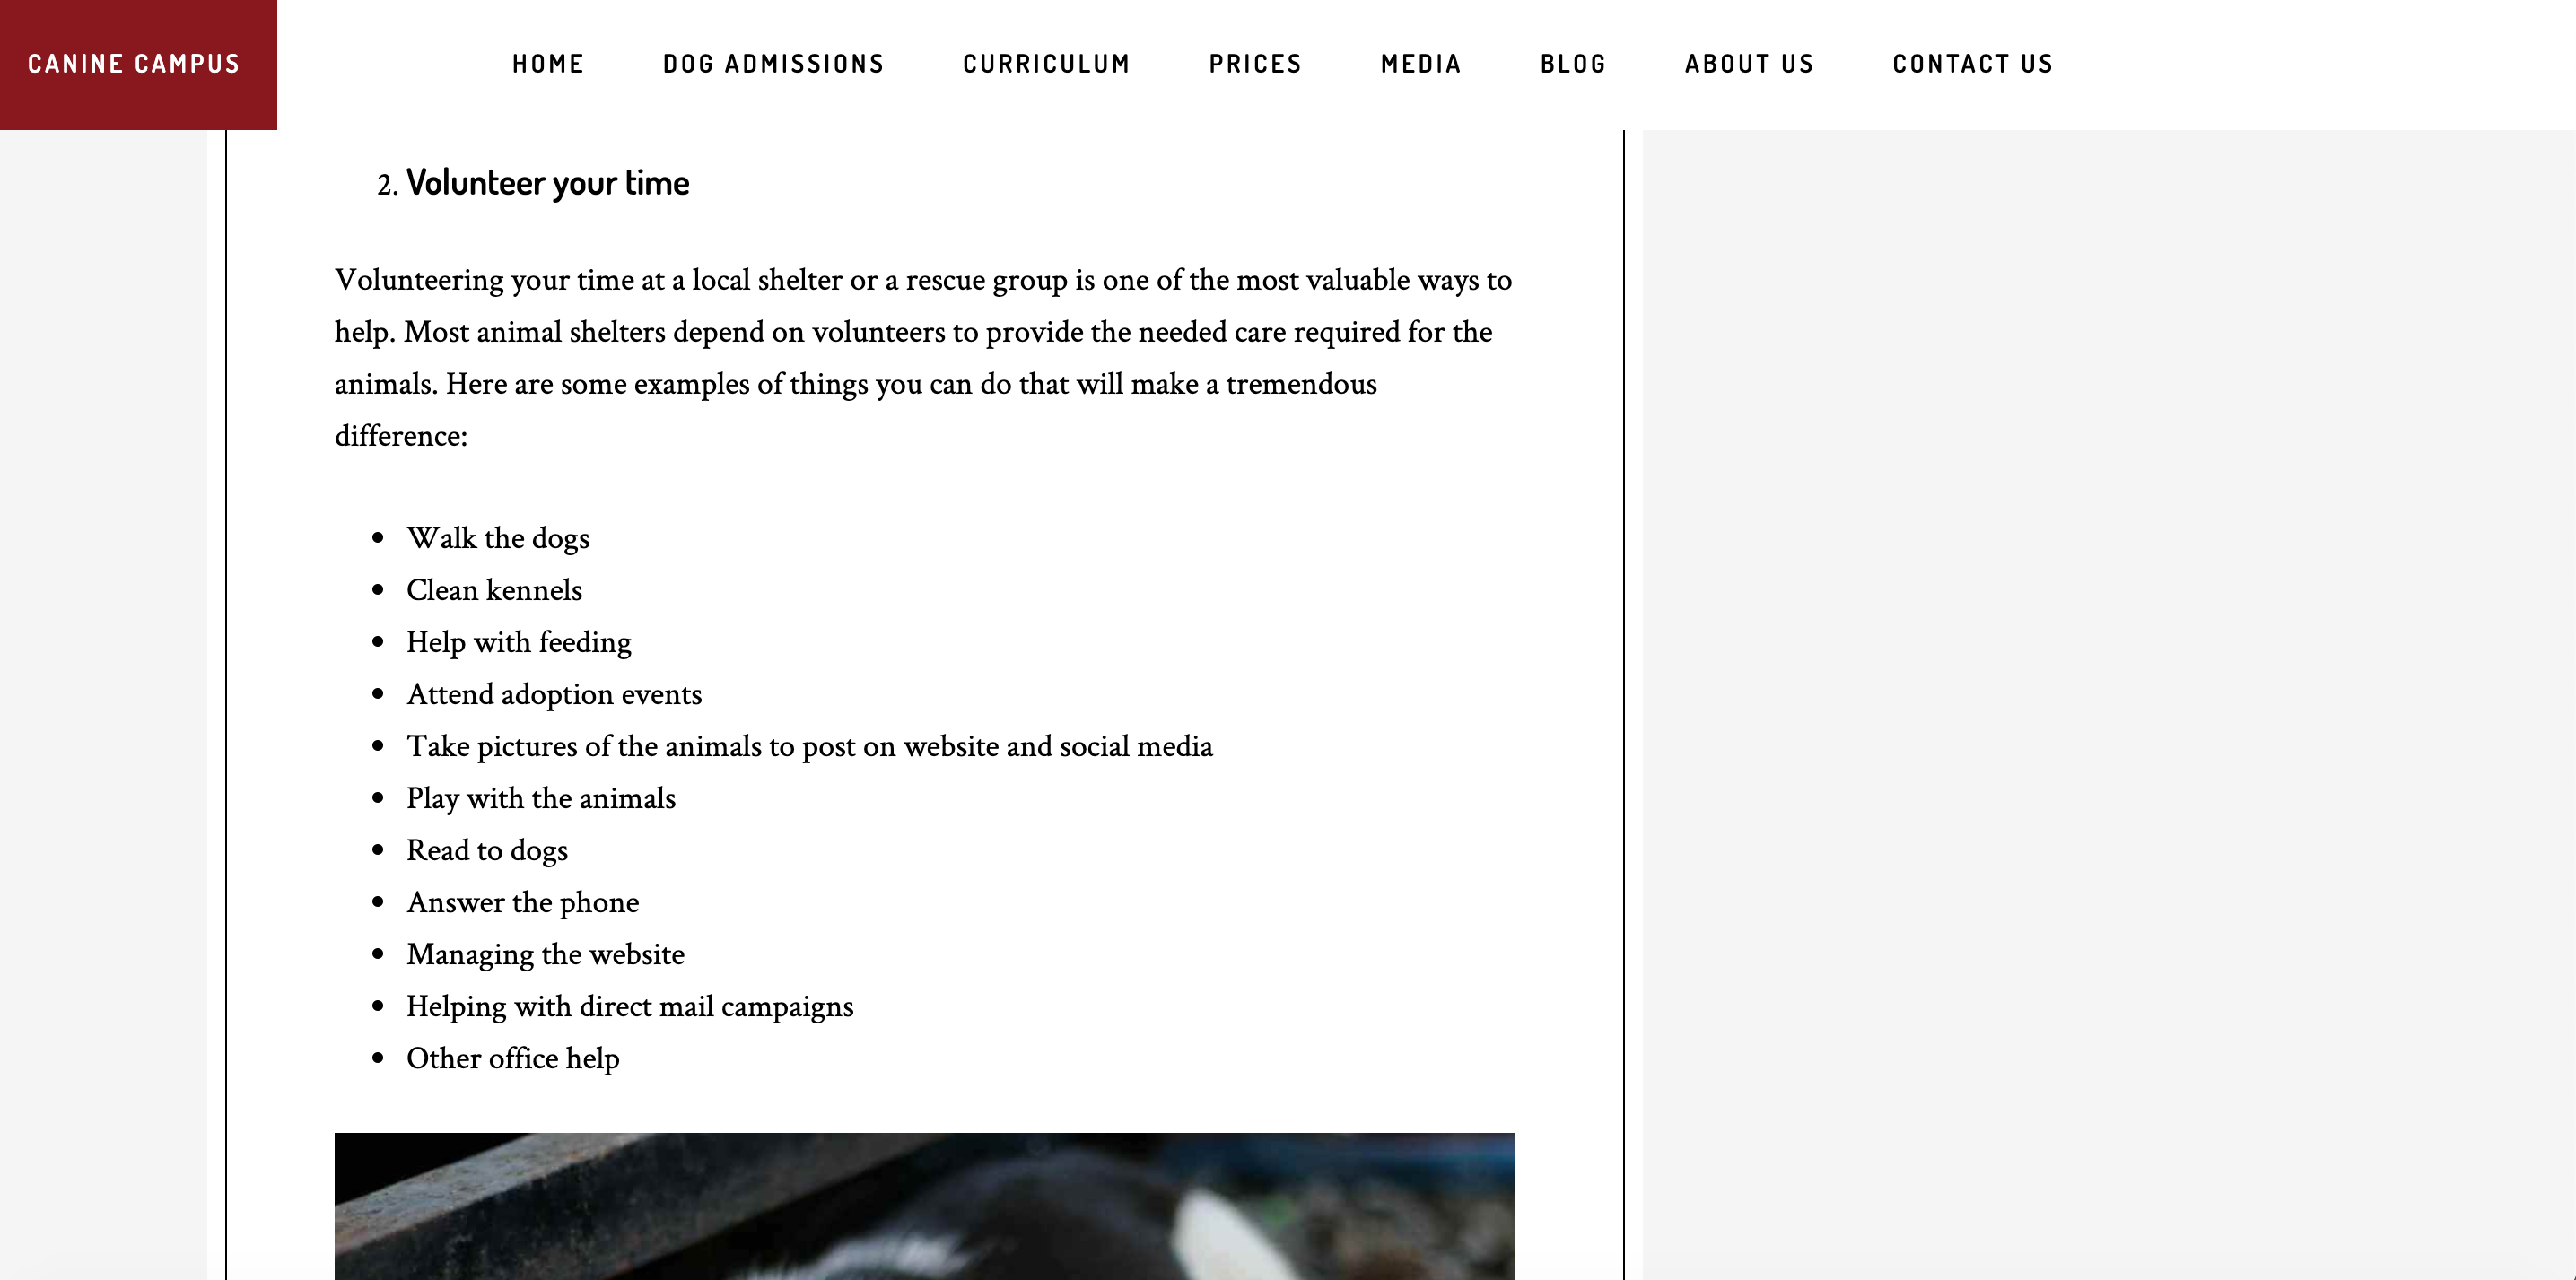 CANINE CAMPUS
HOME
DOG ADMISSIONS
CURRICULUM
PRICES
MEDIA
BLOG
ABOUT US
CONTACT US
2. Volunteer your time
Volunteering your time at a local shelter or a rescue group is one of the most valuable ways to
help. Most animal shelters depend on volunteers to provide the needed care required for the
animals. Here are some examples of things you can do that will make a tremendous
difference:
• Walk the dogs
• Clean kennels
• Help with feeding
• Attend adoption events
• Take pictures of the animals to post on website and social media
• Play with the animals
• Read to dogs
• Answer the phone
• Managing the website
• Helping with direct mail campaigns
• Other office help